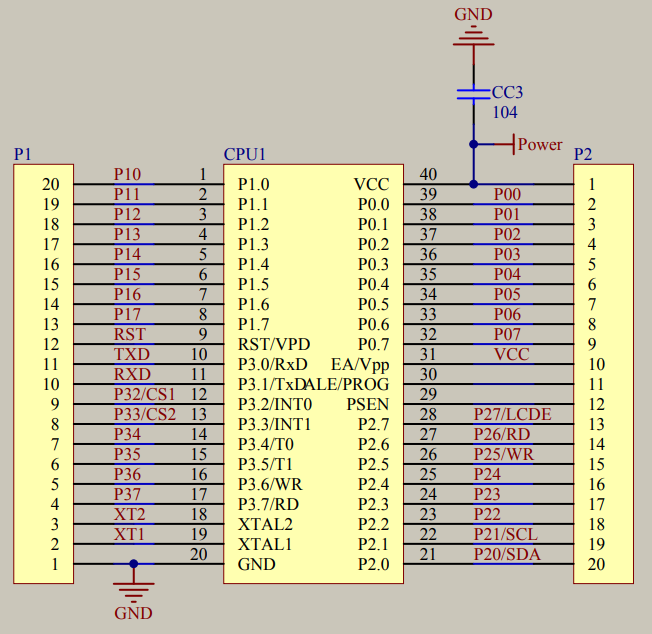 GND
CC3
104
Power
P1 CPU1 P2
P10 1 40
20 P1.0 VCC 1
P11 2 39 P00
19 P1.1 P0.0 2
P12 3 38 P01
18 P1.2 P0.1 3
P13 4 37 P02
17 P1.3 P0.2 4
P14 5 36 P03
16 P1.4 P0.3 5
P15 6 35 P04
15 P1.5 P0.4 6
P16 7 34 P05
14 P1.6 P0.5 7
P17 8 33 P06
13 P1.7 P0.6 8
RST 9 32 P07
12 RST/VPD P0.7 9
TXD 10 31 VCC
11 P3.0/RxD EA/Vpp 10
RXD 11 30
10 P3.1/TxD ALE/PROG 11
P32/CS1 12 29
9 P3.2/INT0 PSEN 12
P33/CS2 13 28 P27/LCDE
8 P3.3/INT1 P2.7 13
P34 14 27 P26/RD
7 P3.4/T0 P2.6 14
P35 15 26 P25/WR
6 P3.5/T1 P2.5 15
P36 16 25 P24
5 P3.6/WR P2.4 16
P37 17 24 P23
4 P3.7/RD P2.3 17
XT2 18 23 P22
3 XTAL2 P2.2 18
XT1 19 22 P21/SCL
2 XTAL1 P2.1 19
20 21 P20/SDA
1 GND P2.0 20
GND